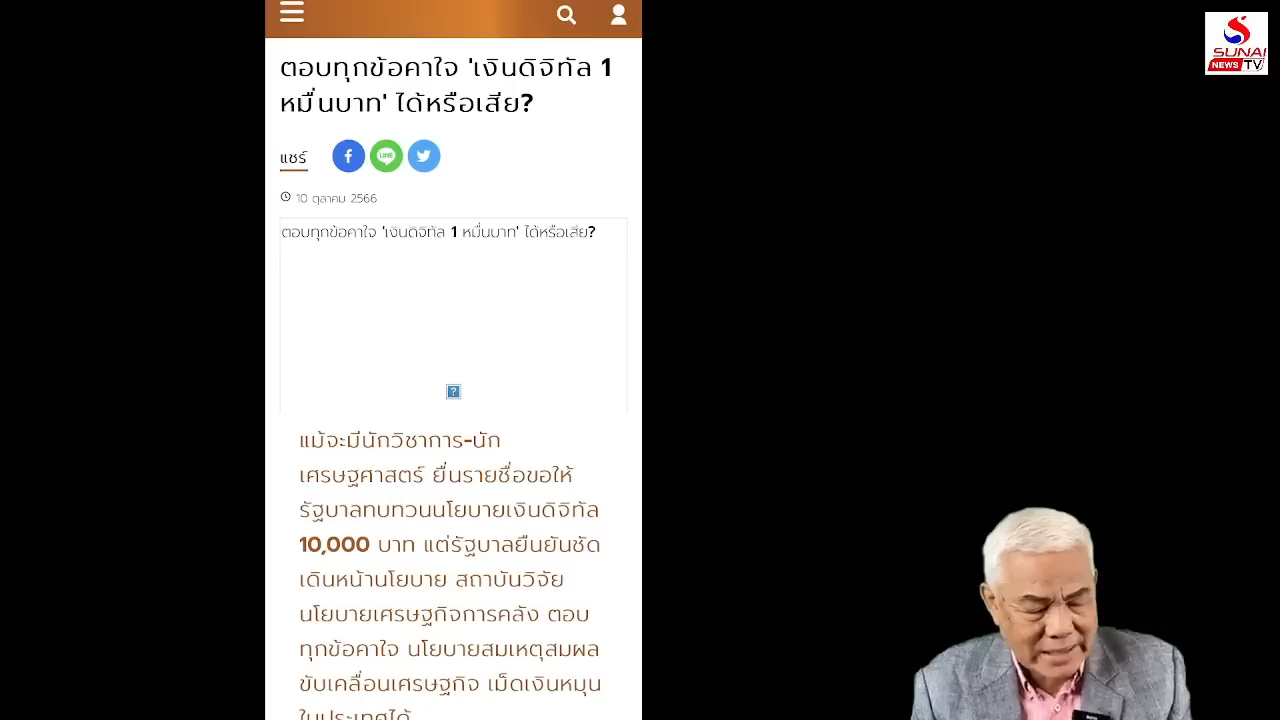 SUNAI
NEWS TV
ตอบทุกข้อคาใจ 'เงินดิจิทัล 1
หมื่นบาท' ได้หรือเสีย?
แชร์
LINE
10 ตุลาคม 2566
ตอบทุกข้อคาใจ 'เงินดิจิทัล 1 หมื่นบาท' ได้หรือเสีย?
แม้จะมีนักวิชาการ-นัก
เศรษฐศาสตร์ ยื่นรายชื่อขอให้
รัฐบาลทบทวนนโยบายเงินดิจิทัล
10,000 บาท แต่รัฐบาลยืนยันชัด
เดินหน้านโยบาย สถาบันวิจัย
นโยบายเศรษฐกิจการคลัง ตอบ
ทุกข้อคาใจ นโยบายสมเหตุสมผล
ขับเคลื่อนเศรษฐกิจ เม็ดเงินหมุน
ในประเทศได้